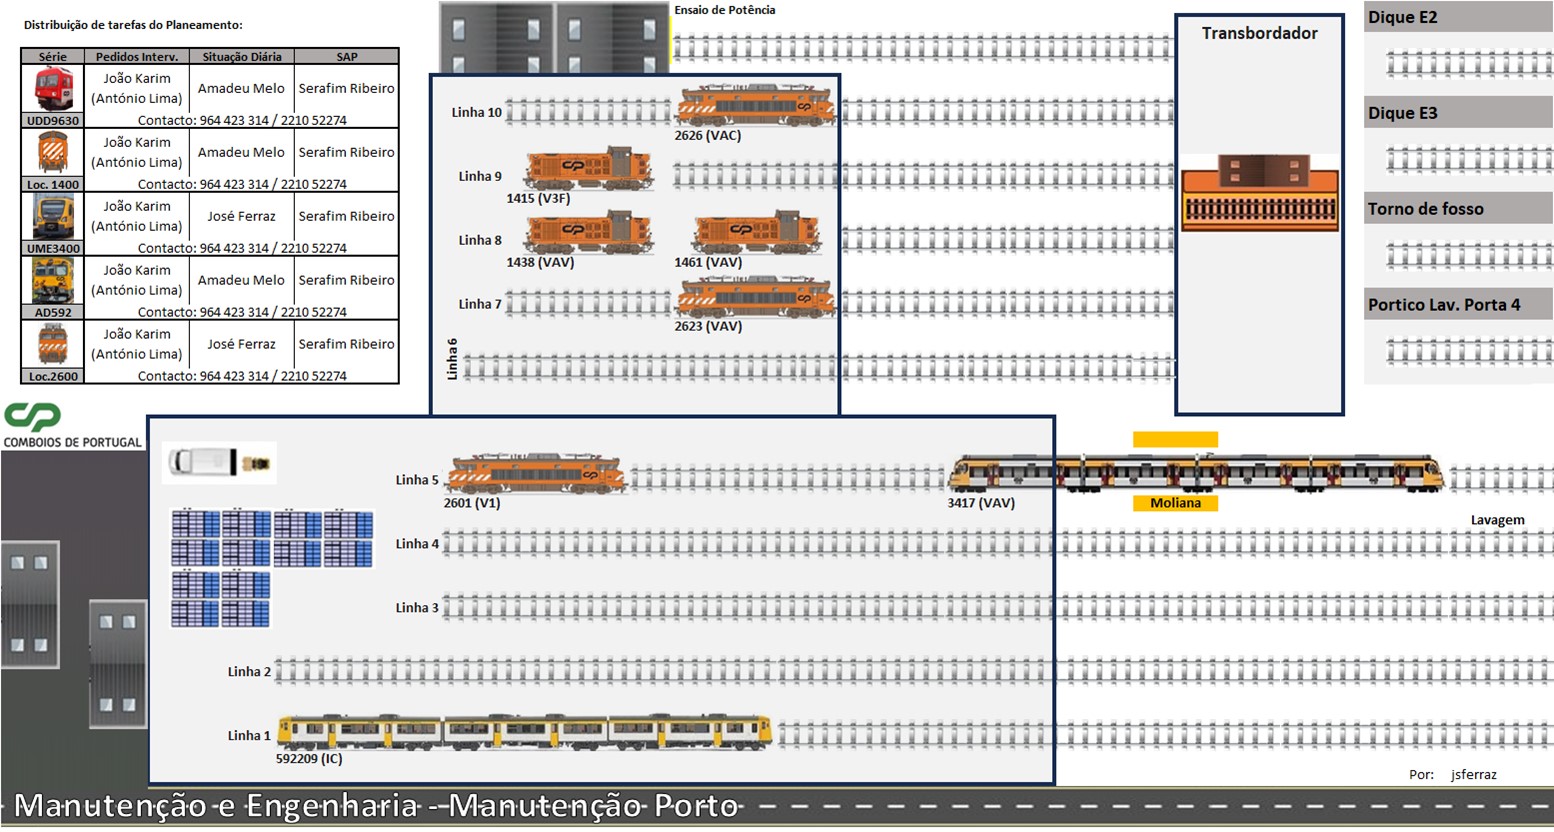 Distribuição de tarefas do Planeamento:
Série Pedidos Interv. Situação Diária SAP
João Karim
(António Lima) Amadeu Melo Serafim Ribeiro
UDD9630 Contacto: 964 423 314 / 2210 52274
João Karim
(António Lima) Amadeu Melo Serafim Ribeiro
Loc. 1400 Contacto: 964 423 314 / 2210 52274
João Karim
(António Lima) José Ferraz Serafim Ribeiro
UME3400 Contacto: 964 423 314 / 2210 52274
João Karim
(António Lima) Amadeu Melo Serafim Ribeiro
AD592 Contacto: 964 423 314 / 2210 52274
João Karim
(António Lima) José Ferraz Serafim Ribeiro
Loc.2600 Contacto: 964 423 314 / 2210 52274
CP
COMBOIOS DE PORTUGAL
Ensaio de Potência
Linha 10
2626 (VAC)
Linha 9
1415 (V3F)
Linha 8
1438 (VAV) 1461 (VAV)
Linha 7
2623 (VAV)
Linha 6
Transbordador
Dique E2
Dique E3
Torno de fosso
Portico Lav. Porta 4
Linha 5
2601 (V1) 3417 (VAV) Moliana
Lavagem
Linha 4
Linha 3
Linha 2
Linha 1
592209 (IC)
Por: jsferraz
Manutenção e Engenharia - Manutenção Porto